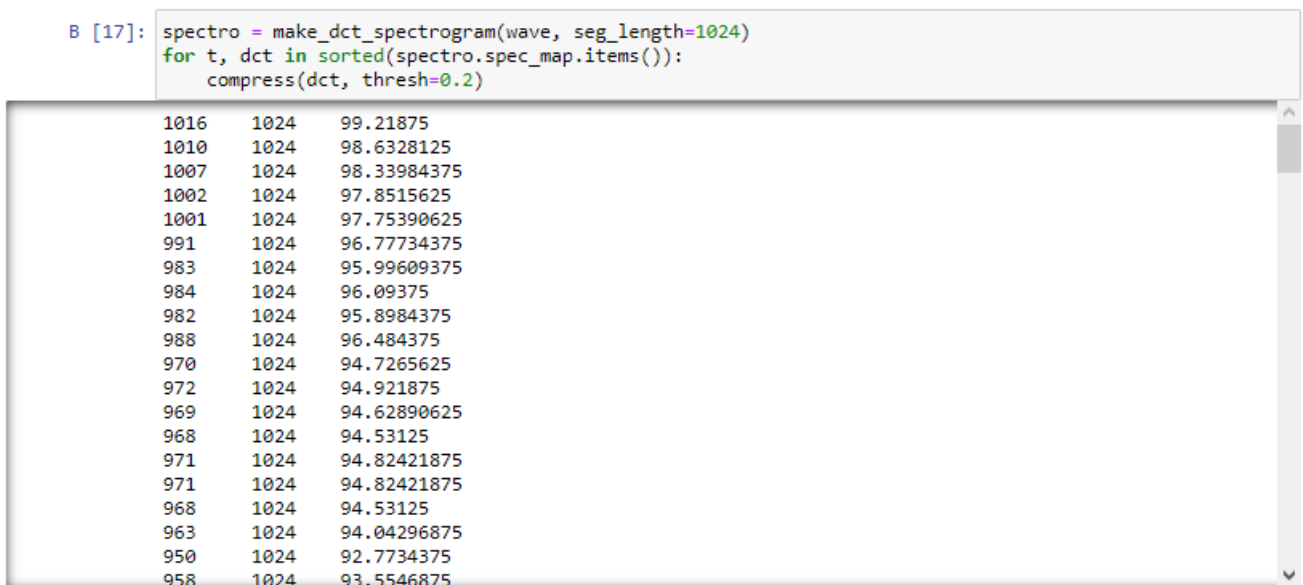 B [17]: spectro = make_dct_spectrogram(wave, seg_length=1024)
for t, dct in sorted(spectro.spec_map.items()):
    compress(dct, thresh=0.2)
1016 1024 99.21875
1010 1024 98.6328125
1007 1024 98.33984375
1002 1024 97.8515625
1001 1024 97.75390625
991 1024 96.77734375
983 1024 95.99609375
984 1024 96.09375
982 1024 95.8984375
988 1024 96.484375
970 1024 94.7265625
972 1024 94.921875
969 1024 94.62890625
968 1024 94.53125
971 1024 94.82421875
971 1024 94.82421875
968 1024 94.53125
963 1024 94.04296875
950 1024 92.7734375
958 1024 93.5546875